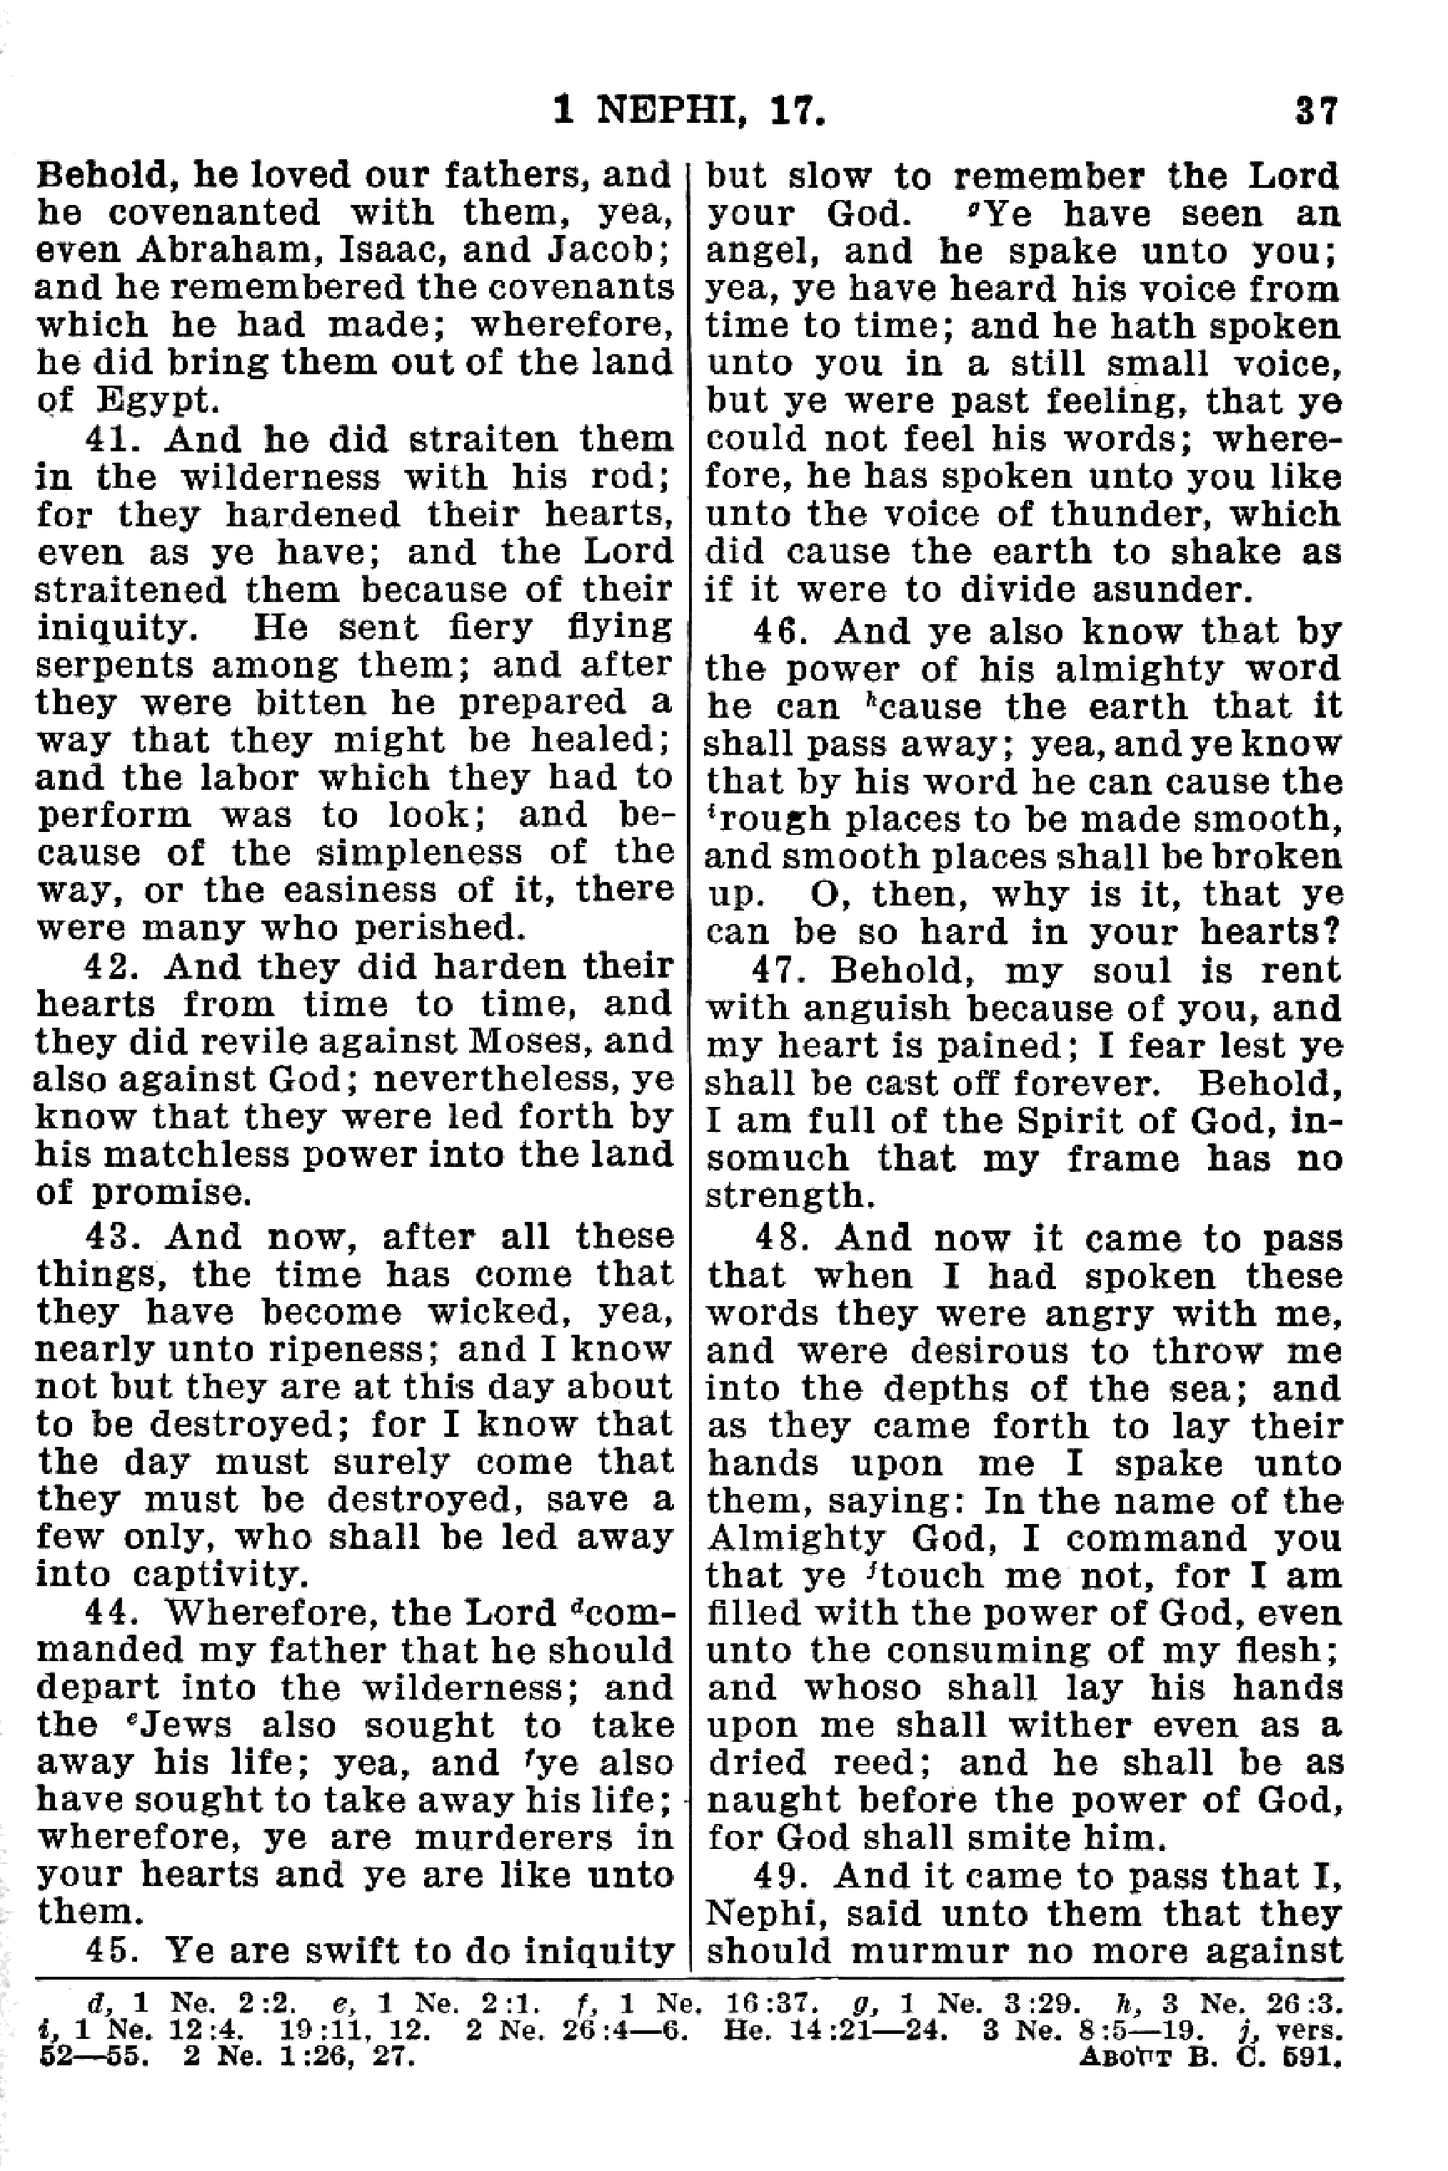 1 NEPHI, 17. 37
Behold, he loved our fathers, and
he covenanted with them, yea,
even Abraham, Isaac, and Jacob;
and he remembered the covenants
which he had made; wherefore,
he did bring them out of the land
of Egypt.
41. And he did straiten them
in the wilderness with his rod;
for they hardened their hearts,
even as ye have; and the Lord
straitened them because of their
iniquity. He sent fiery flying
serpents among them; and after
they were bitten he prepared a
way that they might be healed;
and the labor which they had to
perform was to look; and be-
cause of the simpleness of the
way, or the easiness of it, there
were many who perished.
42. And they did harden their
hearts from time to time, and
they did revile against Moses, and
also against God; nevertheless, ye
know that they were led forth by
his matchless power into the land
of promise.
43. And now, after all these
things, the time has come that
they have become wicked, yea,
nearly unto ripeness; and I know
not but they are at this day about
to be destroyed; for I know that
the day must surely come that
they must be destroyed, save a
few only, who shall be led away
into captivity.
44. Wherefore, the Lord dcom-
manded my father that he should
depart into the wilderness; and
the eJews also sought to take
away his life; yea, and fye also
have sought to take away his life;
wherefore, ye are murderers in
your hearts and ye are like unto
them.
45. Ye are swift to do iniquity
but slow to remember the Lord
your God. gYe have seen an
angel, and he spake unto you;
yea, ye have heard his voice from
time to time; and he hath spoken
unto you in a still small voice,
but ye were past feeling, that ye
could not feel his words; where-
fore, he has spoken unto you like
unto the voice of thunder, which
did cause the earth to shake as
if it were to divide asunder.
46. And ye also know that by
the power of his almighty word
he can hcause the earth that it
shall pass away; yea, and ye know
that by his word he can cause the
irough places to be made smooth,
and smooth places shall be broken
up. O, then, why is it, that ye
can be so hard in your hearts?
47. Behold, my soul is rent
with anguish because of you, and
my heart is pained; I fear lest ye
shall be cast off forever. Behold,
I am full of the Spirit of God, in-
somuch that my frame has no
strength.
48. And now it came to pass
that when I had spoken these
words they were angry with me,
and were desirous to throw me
into the depths of the sea; and
as they came forth to lay their
hands upon me I spake unto
them, saying: In the name of the
Almighty God, I command you
that ye jtouch me not, for I am
filled with the power of God, even
unto the consuming of my flesh;
and whoso shall lay his hands
upon me shall wither even as a
dried reed; and he shall be as
naught before the power of God,
for God shall smite him.
49. And it came to pass that I,
Nephi, said unto them that they
should murmur no more against
d, 1 Ne. 2:2. e, 1 Ne. 2:1. f, 1 Ne. 16:37. g, 1 Ne. 3:29. h, 3 Ne. 26:3.
i, 1 Ne. 12:4. 19:11, 12. 2 Ne. 26:4—6. He. 14:21—24. 3 Ne. 8:5—19. j, vers.
52—55. 2 Ne. 1:26, 27. ABOUT B. C. 591.